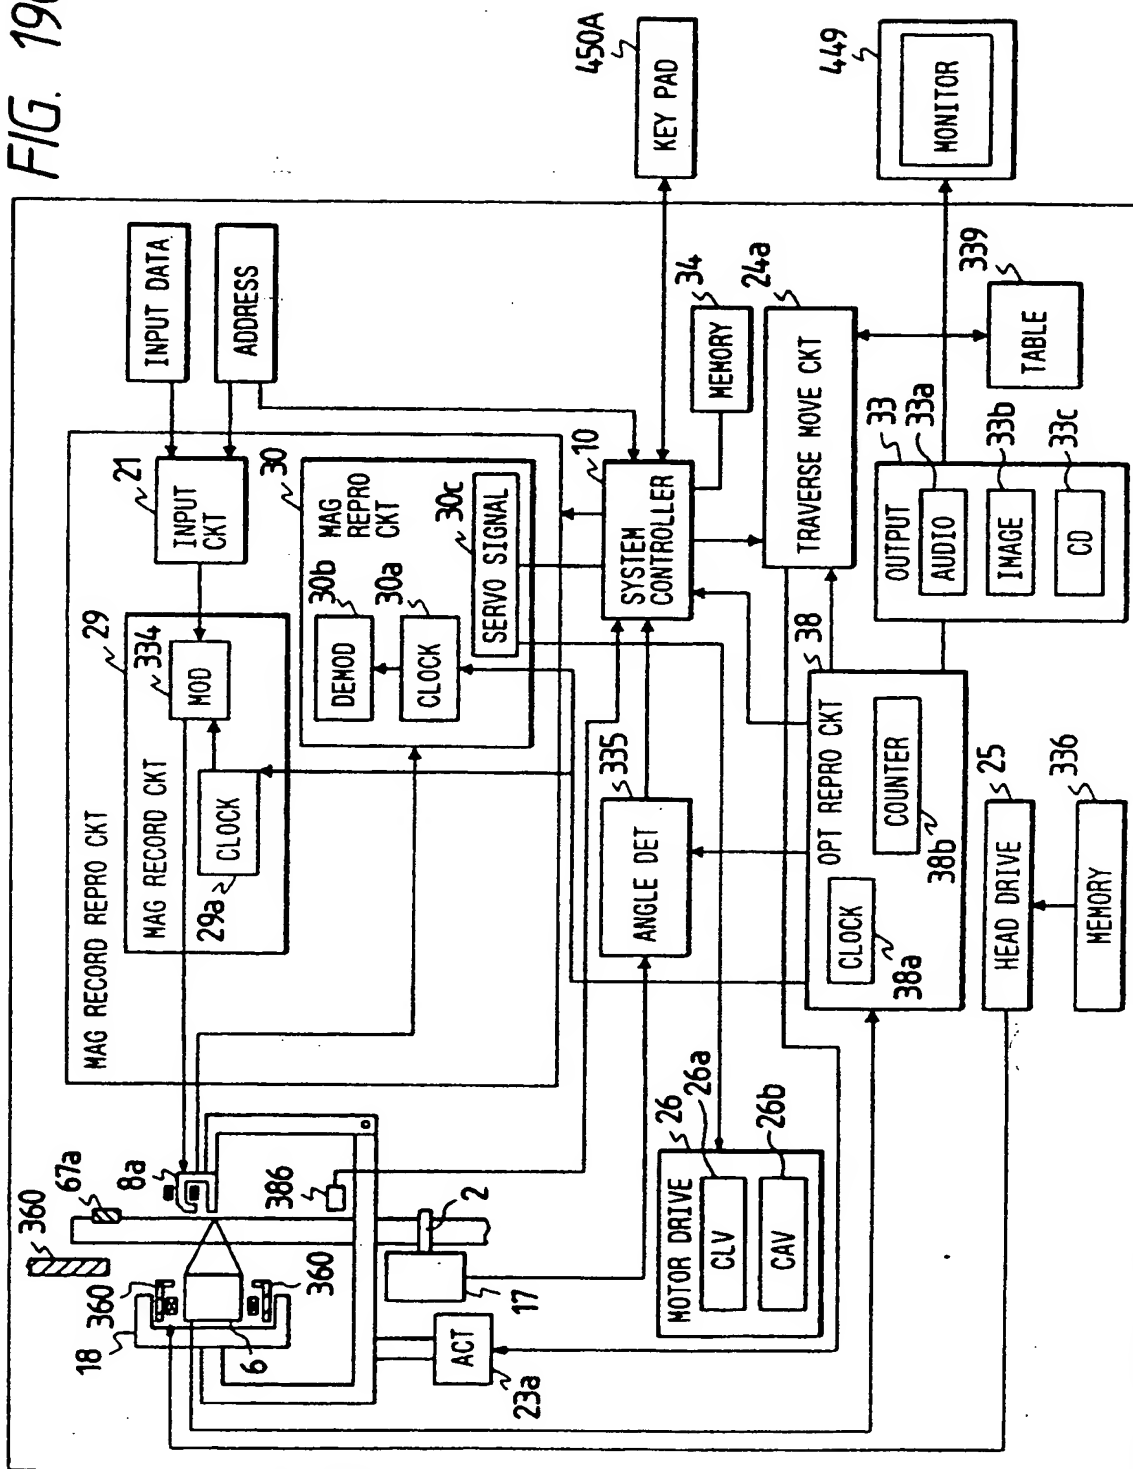 FIG. 19
INPUT DATA
ADDRESS
450A
KEY PAD
449
MONITOR
MAG RECORD REPRO CKT
29
MAG RECORD CKT
334
MOD
CLOCK
29a
21
INPUT CKT
30
MAG REPRO CKT
30b
DEMOD
30a
CLOCK
30c
SERVO SIGNAL
10
SYSTEM CONTROLLER
34
MEMORY
24a
TRAVERSE MOVE CKT
339
TABLE
33
OUTPUT
33a
AUDIO
33b
IMAGE
33c
CD
335
ANGLE DET
38
OPT REPRO CKT
CLOCK
38a
COUNTER
38b
25
HEAD DRIVE
336
MEMORY
26
MOTOR DRIVE
26a
CLV
26b
CAV
360
67a
8a
386
2
360
360
18
6
17
ACT
23a